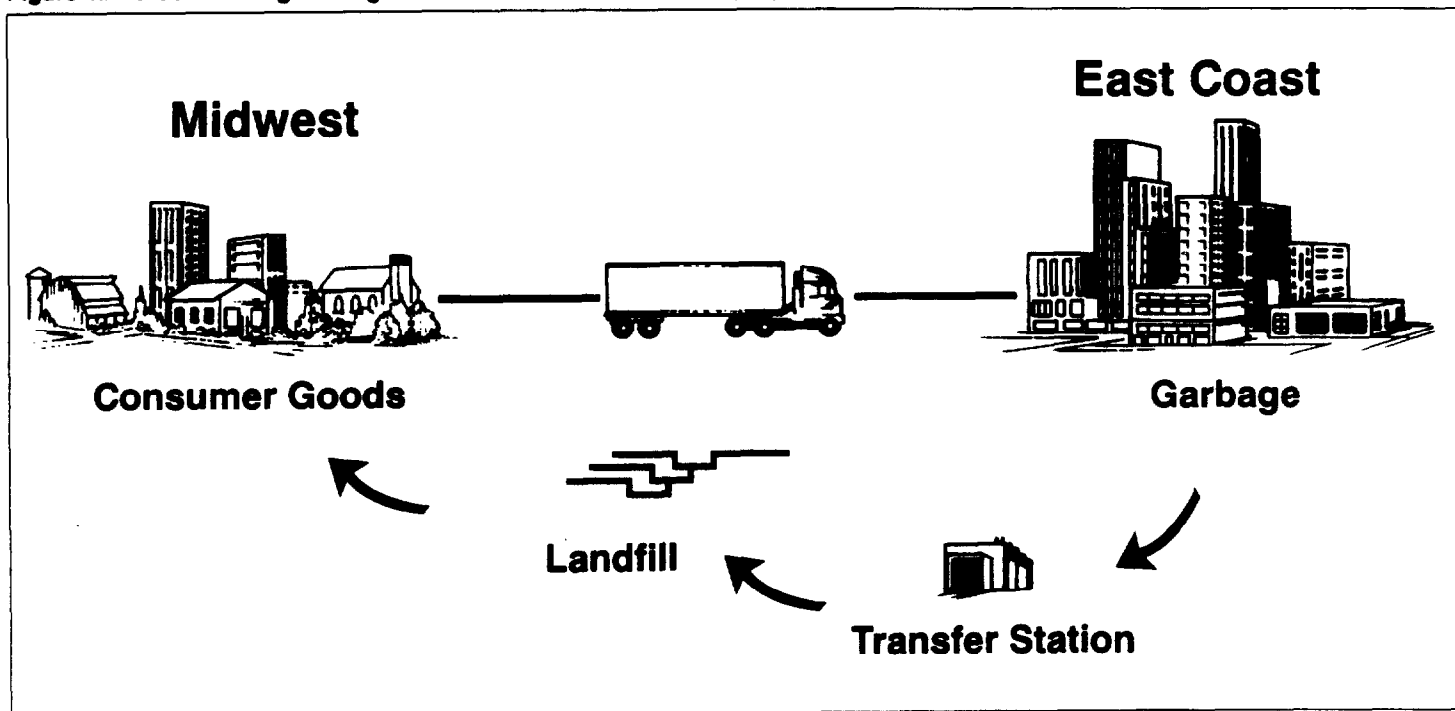 East Coast
Midwest
Consumer Goods
Garbage
Landfill
Transfer Station